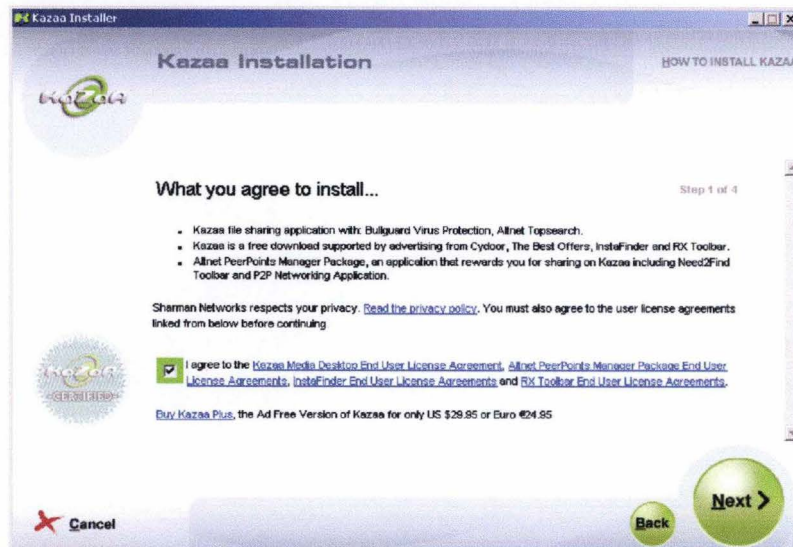 Kazaa Installer
Kazaa Installation
HOW TO INSTALL KAZAA
KaZaA
What you agree to install...
Step 1 of 4
• Kazaa file sharing application with: Bullguard Virus Protection, Altnet Topsearch.
• Kazaa is a free download supported by advertising from Cydoor, The Best Offers, InstaFinder and RX Toolbar.
• Altnet PeerPoints Manager Package, an application that rewards you for sharing on Kazaa including Need2Find
Toolbar and P2P Networking Application.
Sharman Networks respects your privacy. Read the privacy policy. You must also agree to the user license agreements
linked from below before continuing
I agree to the Kazaa Media Desktop End User License Agreement, Altnet PeerPoints Manager Package End User
License Agreements, InstaFinder End User License Agreements and RX Toolbar End User License Agreements.
KaZaA
CERTIFIED
Buy Kazaa Plus, the Ad Free Version of Kazaa for only US $29.95 or Euro €24.95
Cancel
Back
Next